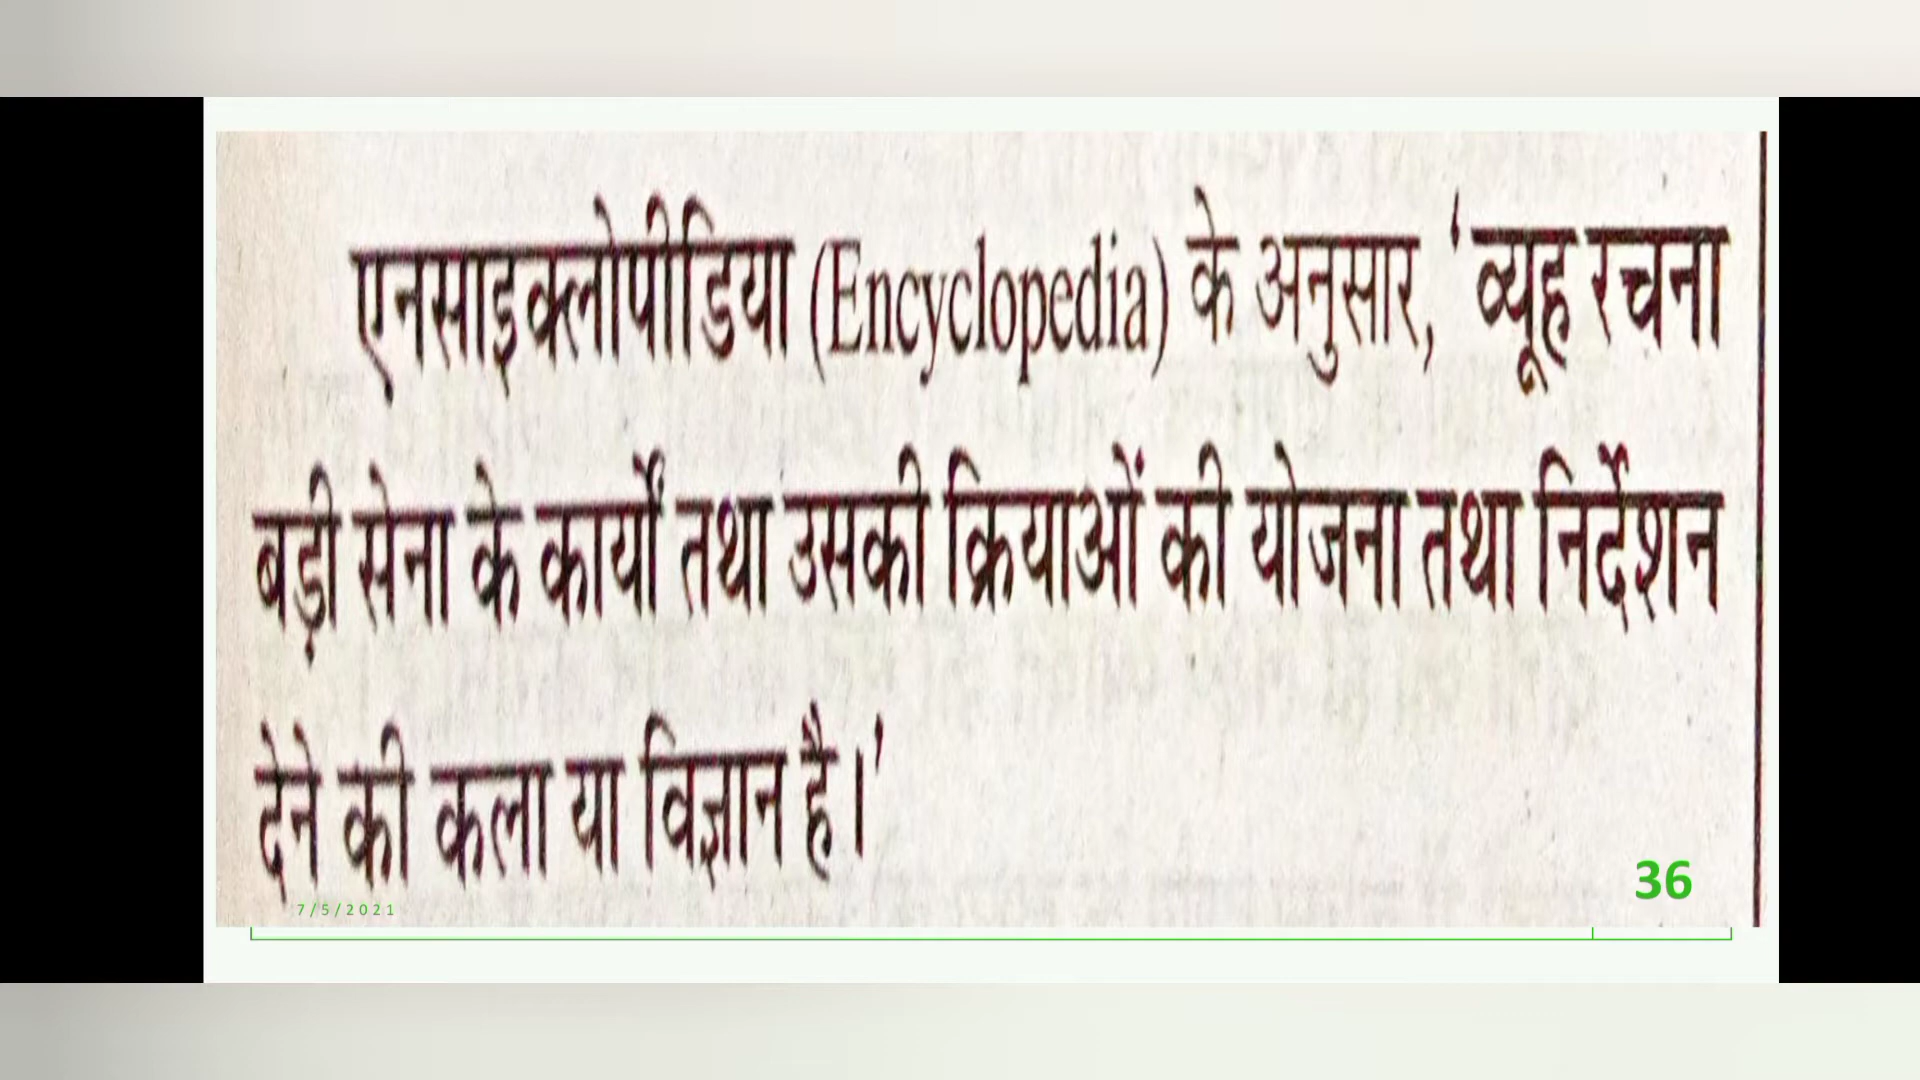 एनसाइक्लोपीडिया (Encyclopedia) के अनुसार, ‘व्यूह रचना
बड़ी सेना के कार्यों तथा उसकी क्रियाओं की योजना तथा निर्देशन
देने की कला या विज्ञान है।’
7/5/2021
36